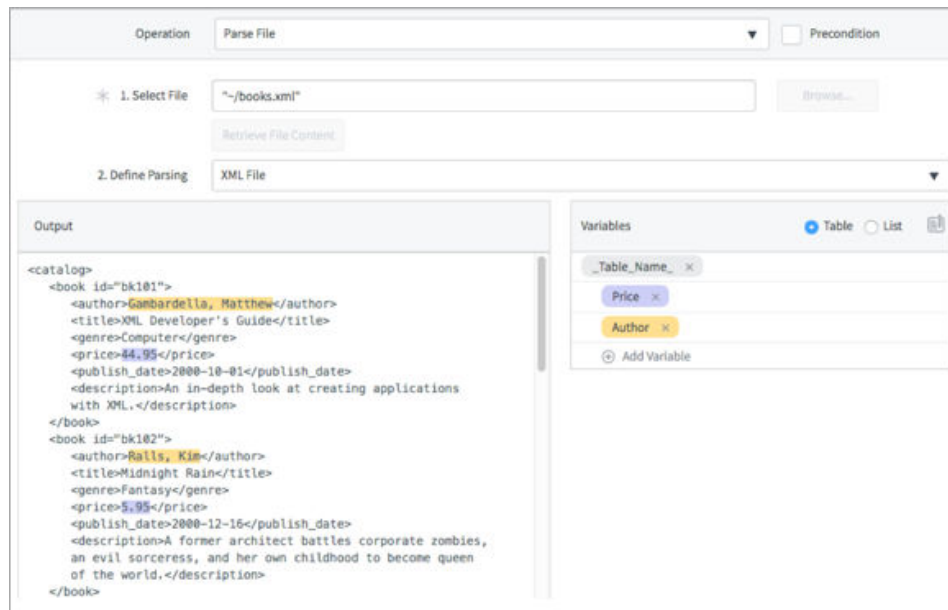 Operation
Parse File
Precondition
1. Select File
"~/books.xml"
Browse...
Retrieve File Content
2. Define Parsing
XML File
Output
<catalog>
<book id="bk101">
<author>Gambardella, Matthew</author>
<title>XML Developer's Guide</title>
<genre>Computer</genre>
<price>44.95</price>
<publish_date>2000-10-01</publish_date>
<description>An in-depth look at creating applications
with XML.</description>
</book>
<book id="bk102">
<author>Ralls, Kim</author>
<title>Midnight Rain</title>
<genre>Fantasy</genre>
<price>5.95</price>
<publish_date>2000-12-16</publish_date>
<description>A former architect battles corporate zombies,
an evil sorceress, and her own childhood to become queen
of the world.</description>
</book>
Variables
Table
List
_Table_Name_
Price
Author
Add Variable